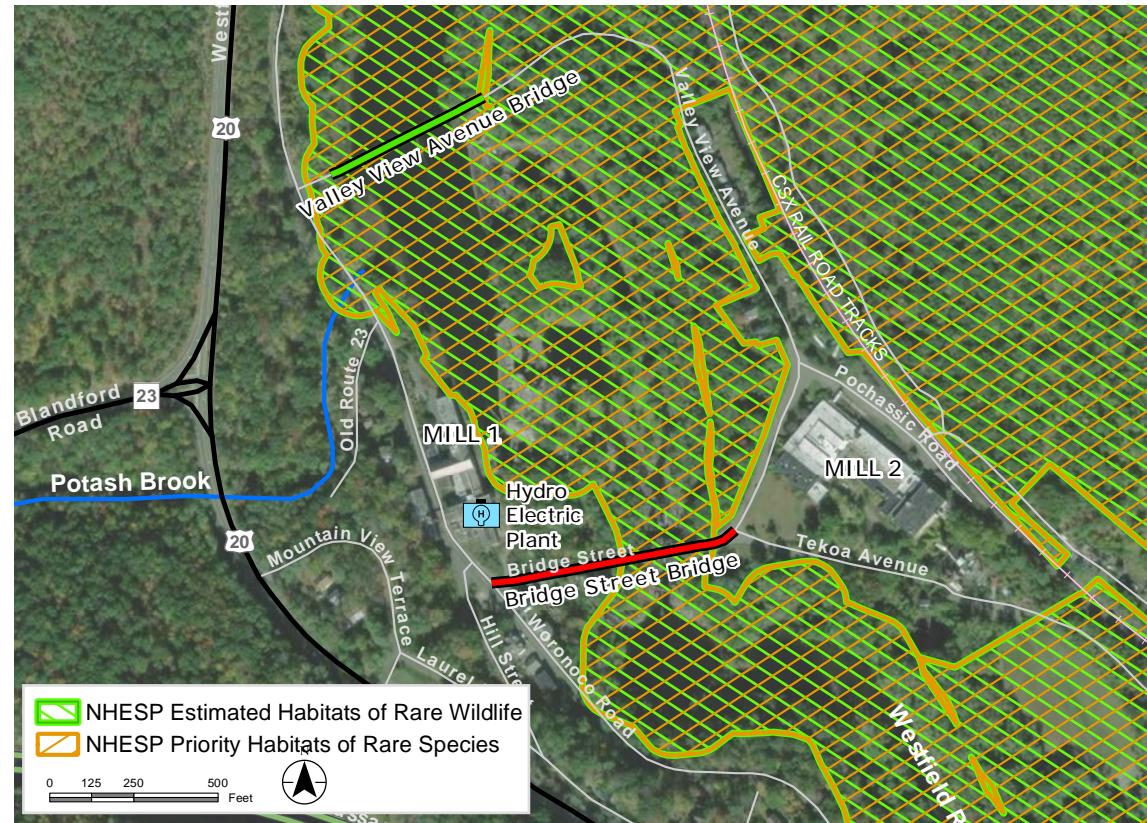 West
20
Valley View Avenue Bridge
Valley View Avenue
CSX RAIL ROAD TRACKS
Old Route 23
Blandford
Road
23
Pochassic Road
MILL 1
MILL 2
Potash Brook
H
Hydro
Electric
Plant
20
Mountain View Terrace
Bridge Street
Bridge Street Bridge
Tekoa Avenue
Hill Street
Woronoco Road
Laurel
Westfield R
NHESP Estimated Habitats of Rare Wildlife
NHESP Priority Habitats of Rare Species
N
0 125 250 500
Feet